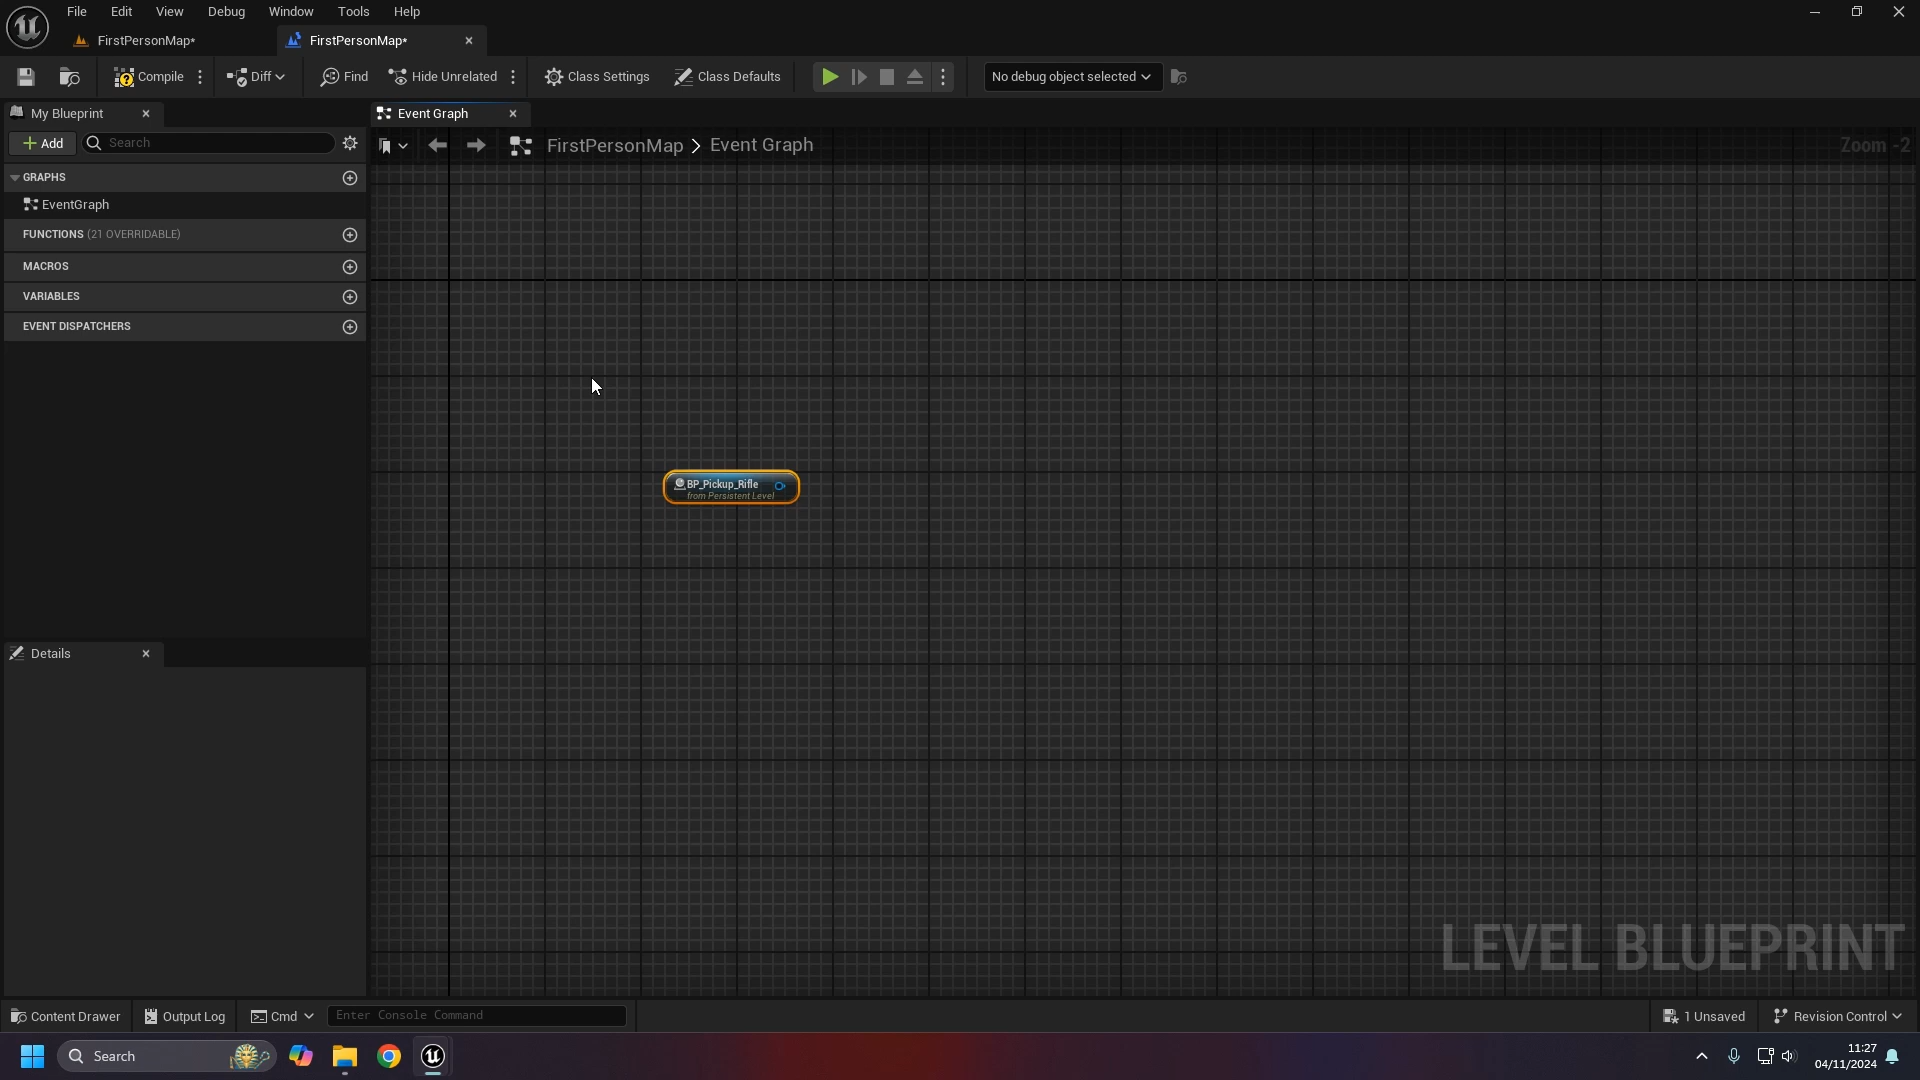 File Edit View Debug Window Tools Help
FirstPersonMap*
FirstPersonMap*
Compile
Diff
Find
Hide Unrelated
Class Settings
Class Defaults
No debug object selected
My Blueprint
Event Graph
Add
Search
FirstPersonMap > Event Graph
Zoom -2
GRAPHS
EventGraph
FUNCTIONS (21 OVERRIDABLE)
MACROS
VARIABLES
EVENT DISPATCHERS
BP_Pickup_Rifle
from Persistent Level
Details
LEVEL BLUEPRINT
Content Drawer
Output Log
Cmd
Enter Console Command
1 Unsaved
Revision Control
Search
11:27
04/11/2024